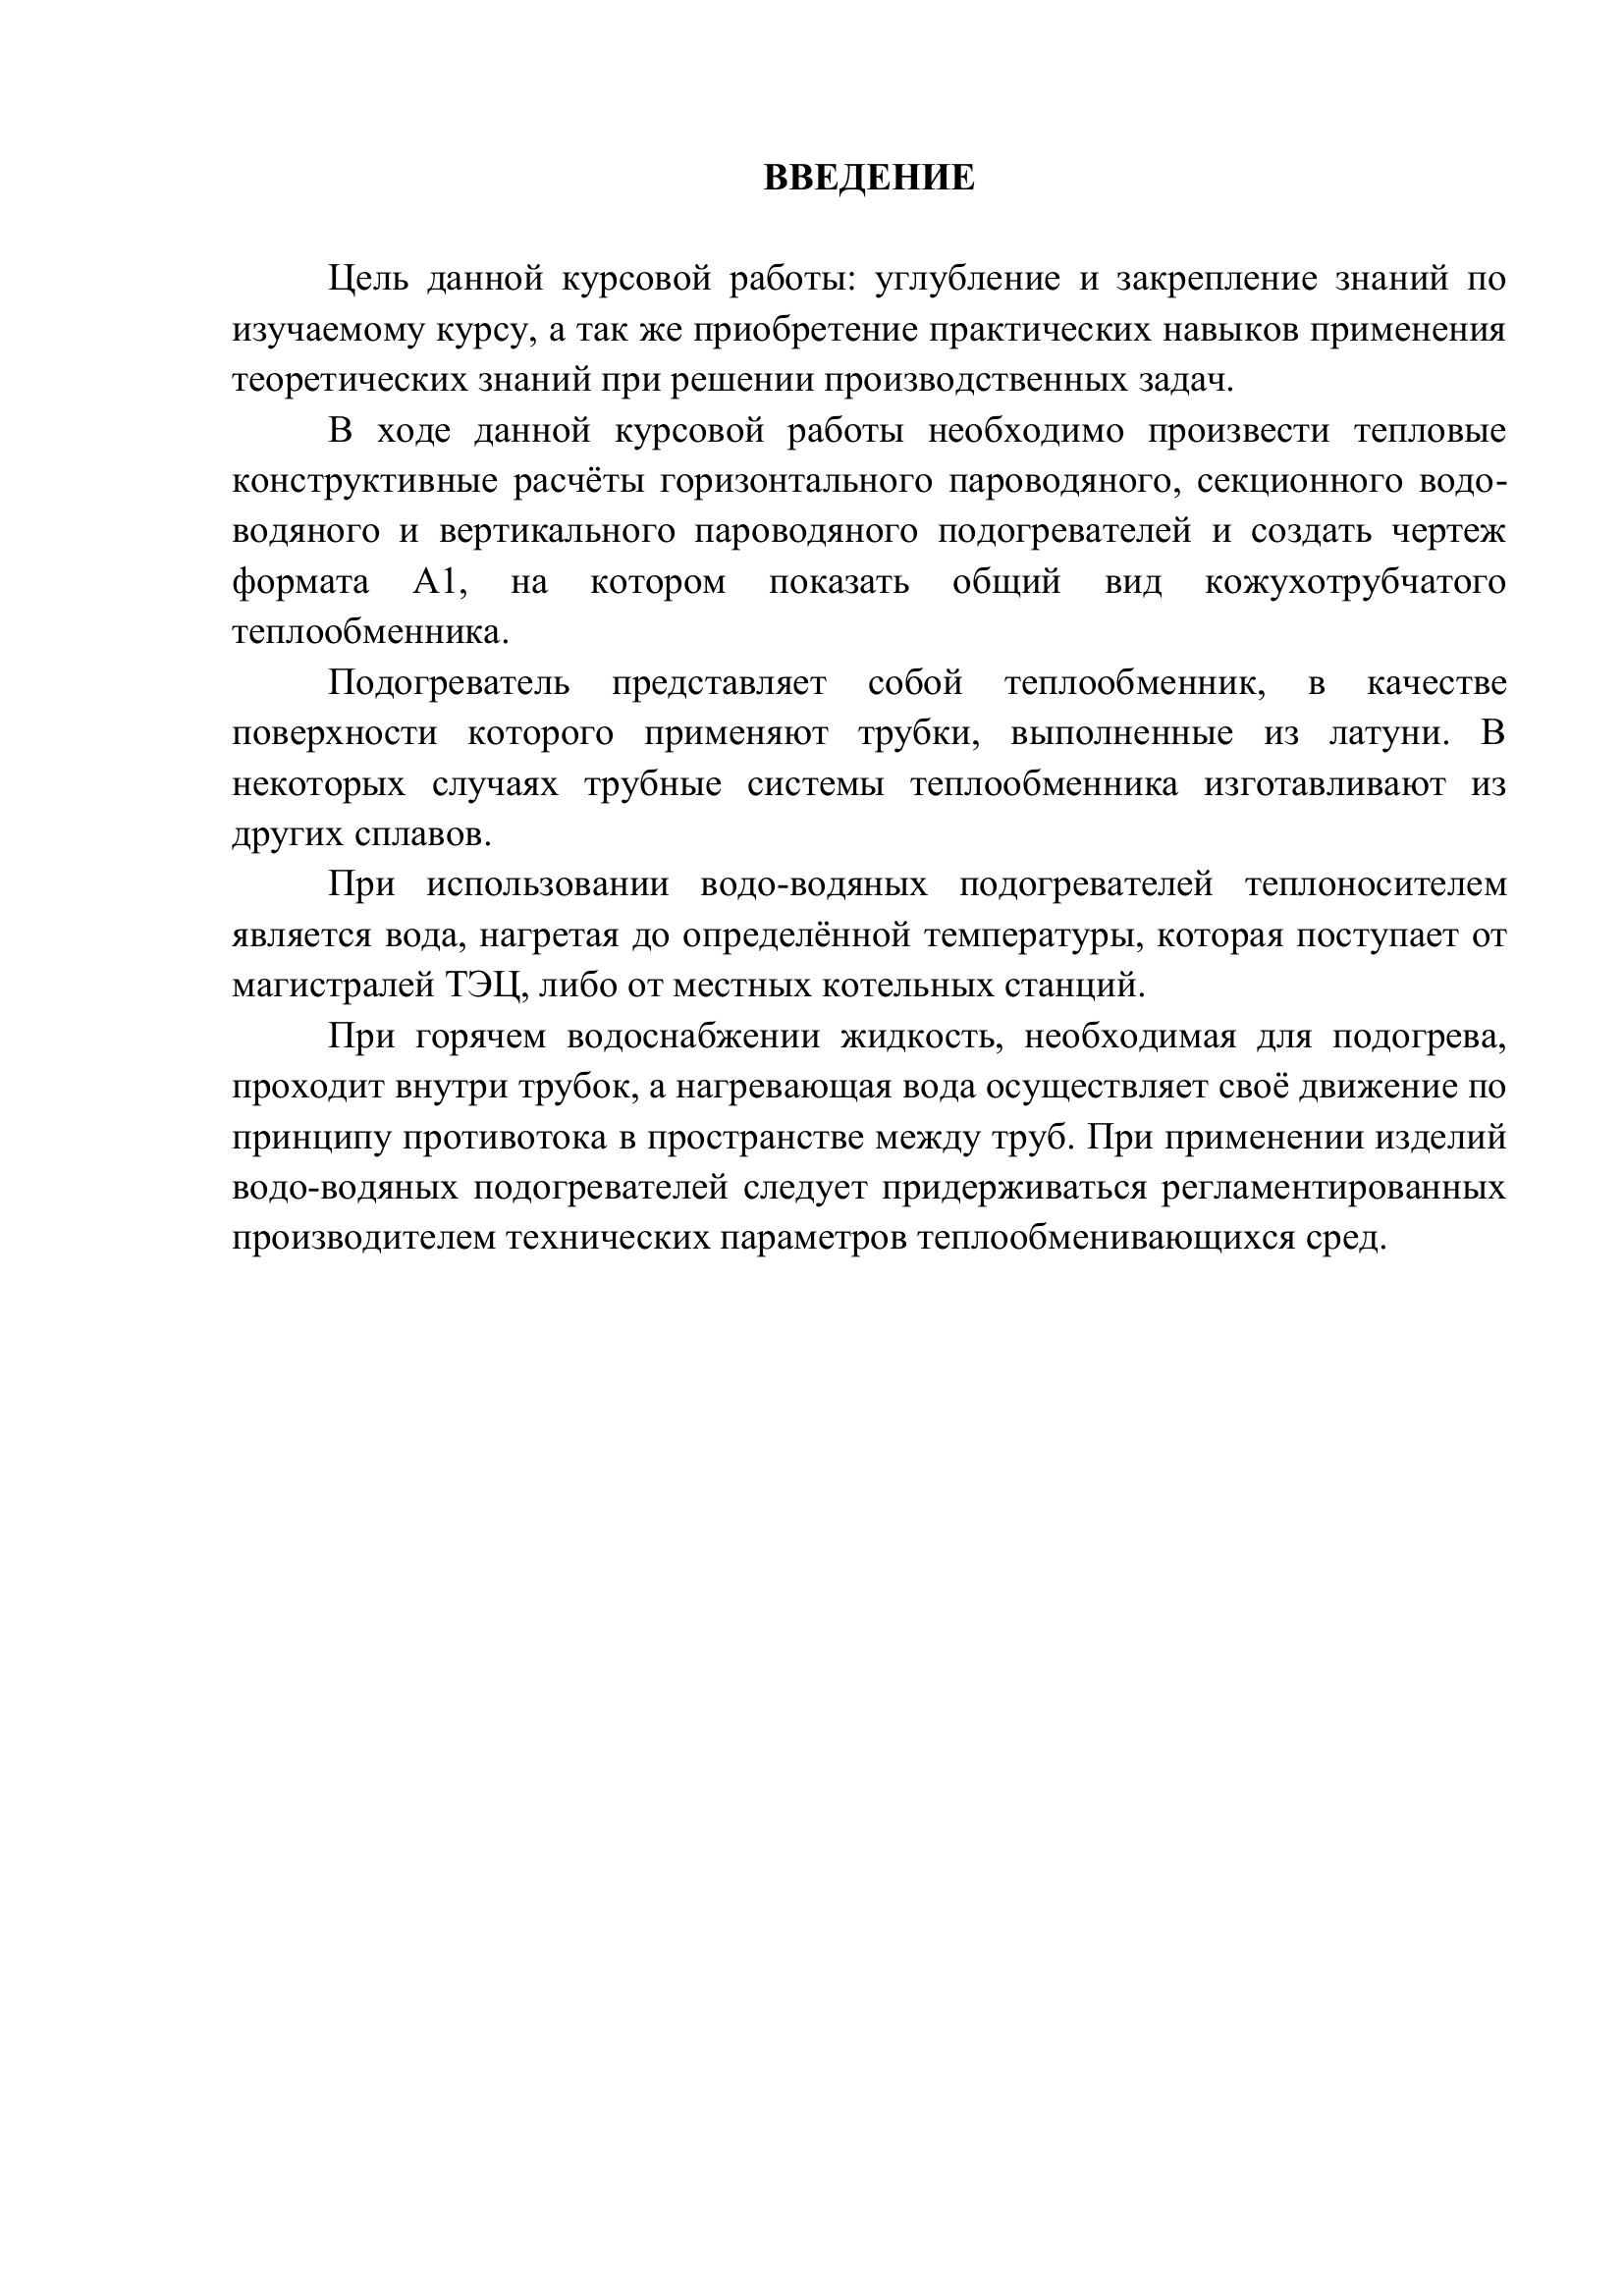 ВВЕДЕНИЕ
Цель данной курсовой работы: углубление и закрепление знаний по
изучаемому курсу, а так же приобретение практических навыков применения
теоретических знаний при решении производственных задач.
В ходе данной курсовой работы необходимо произвести тепловые
конструктивные расчёты горизонтального пароводяного, секционного водо-
водяного и вертикального пароводяного подогревателей и создать чертеж
формата А1, на котором показать общий вид кожухотрубчатого
теплообменника.
Подогреватель представляет собой теплообменник, в качестве
поверхности которого применяют трубки, выполненные из латуни. В
некоторых случаях трубные системы теплообменника изготавливают из
других сплавов.
При использовании водо-водяных подогревателей теплоносителем
является вода, нагретая до определённой температуры, которая поступает от
магистралей ТЭЦ, либо от местных котельных станций.
При горячем водоснабжении жидкость, необходимая для подогрева,
проходит внутри трубок, а нагревающая вода осуществляет своё движение по
принципу противотока в пространстве между труб. При применении изделий
водо-водяных подогревателей следует придерживаться регламентированных
производителем технических параметров теплообменивающихся сред.